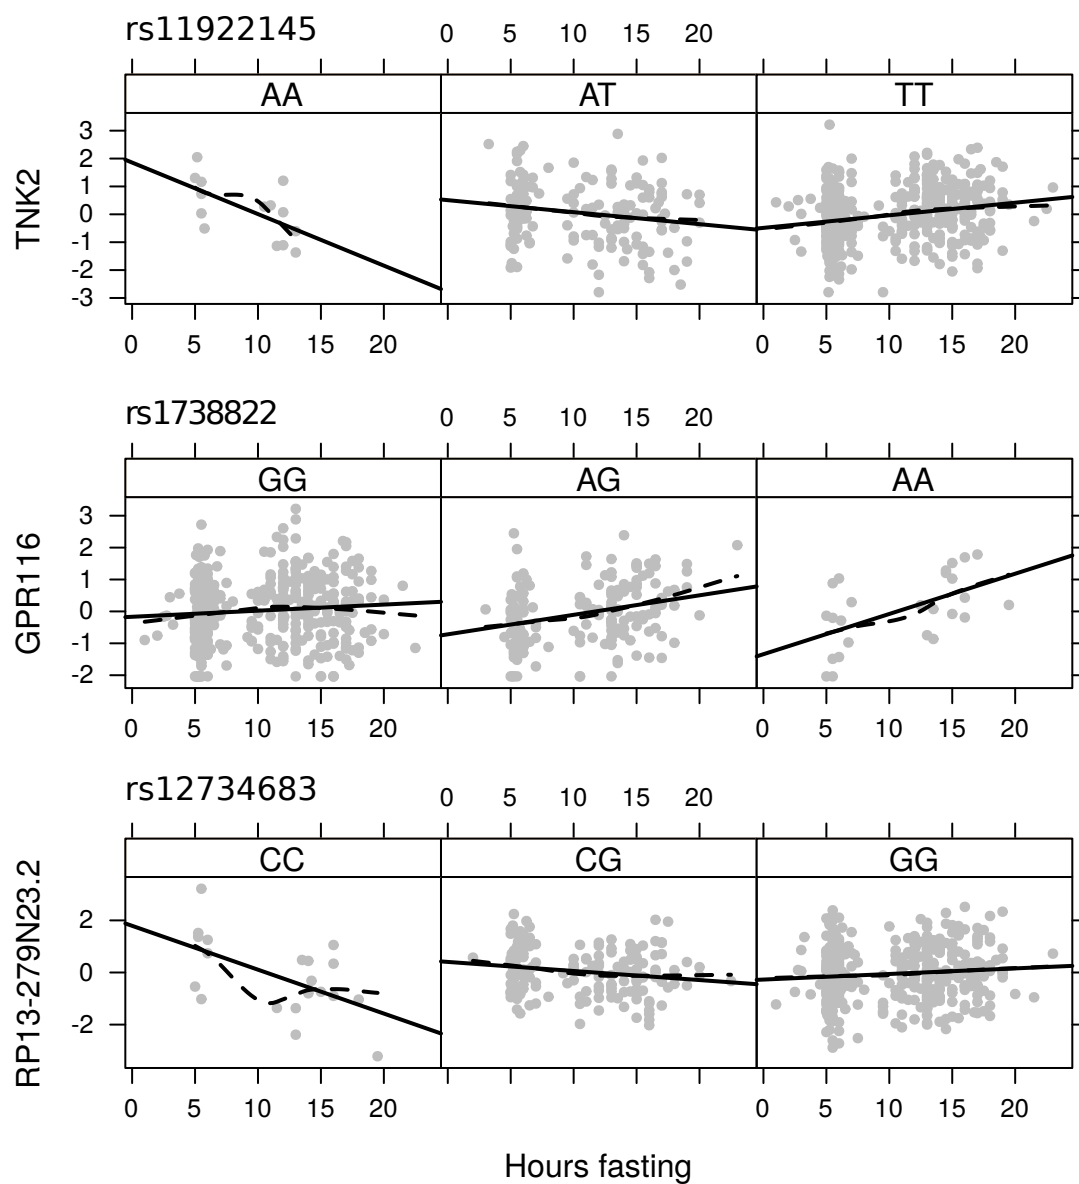 rs11922145
0 5 10 15 20
AA AT TT
TNK2
3
2
1
0
-1
-2
-3
0 5 10 15 20 0 5 10 15 20
rs1738822
0 5 10 15 20
GG AG AA
GPR116
3
2
1
0
-1
-2
0 5 10 15 20 0 5 10 15 20
rs12734683
0 5 10 15 20
CC CG GG
RP13-279N23.2
2
0
-2
0 5 10 15 20 0 5 10 15 20
Hours fasting